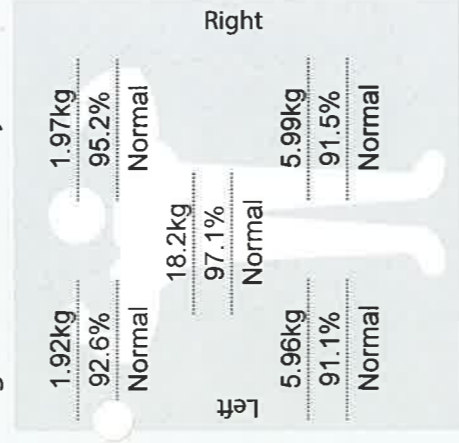 1.92kg
92.6%
Normal
1.97kg
95.2%
Normal
18.2kg
97.1%
Normal
5.96kg
91.1%
Normal
5.99kg
91.5%
Normal
Left
Right